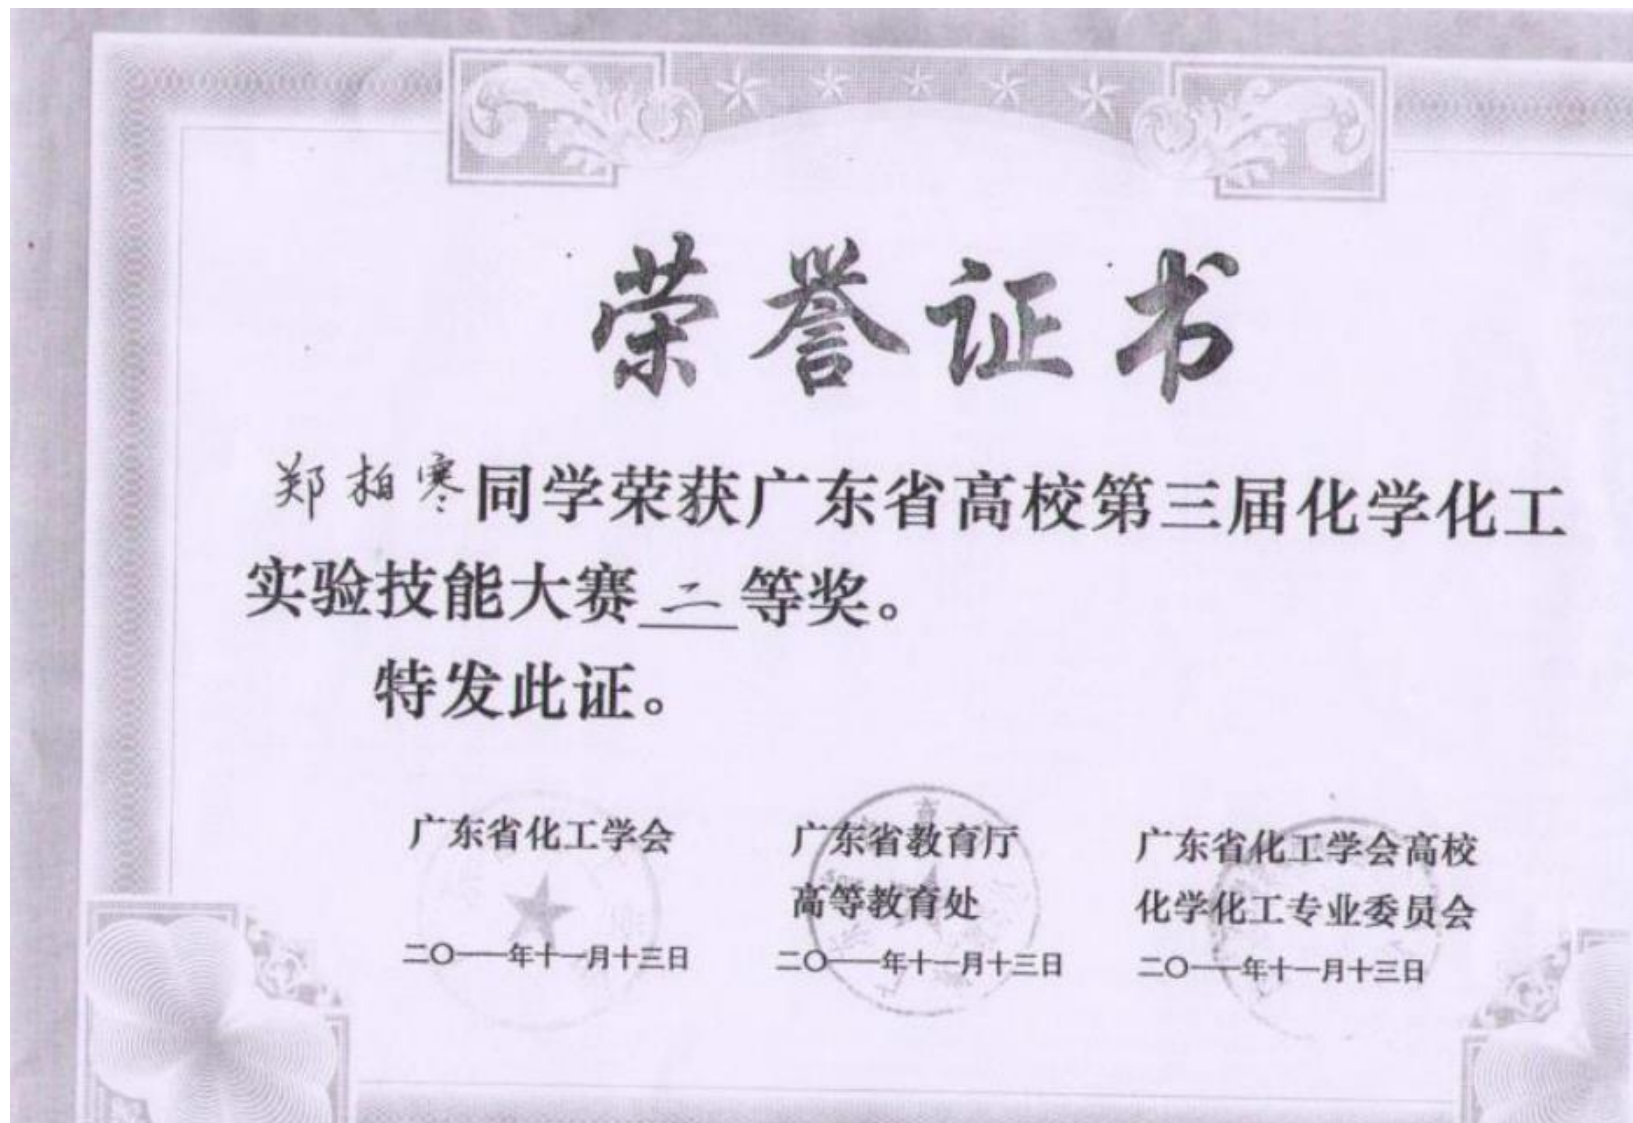 荣誉证书
郑柏寒同学荣获广东省高校第三届化学化工
实验技能大赛二等奖。
特发此证。
广东省化工学会
二〇一一年十一月十三日
广东省教育厅
高等教育处
二〇一一年十一月十三日
广东省化工学会高校
化学化工专业委员会
二〇一一年十一月十三日